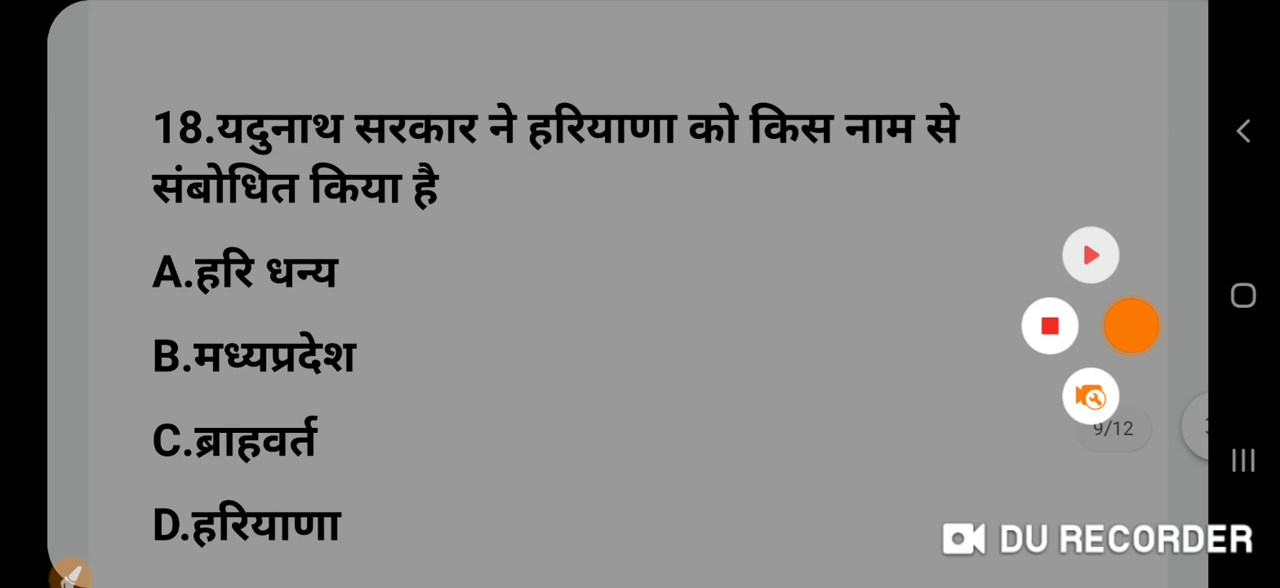 18.यदुनाथ सरकार ने हरियाणा को किस नाम से
संबोधित किया है
A.हरि धन्य
B.मध्यप्रदेश
C.ब्राहवर्त
D.हरियाणा
9/12
DU RECORDER